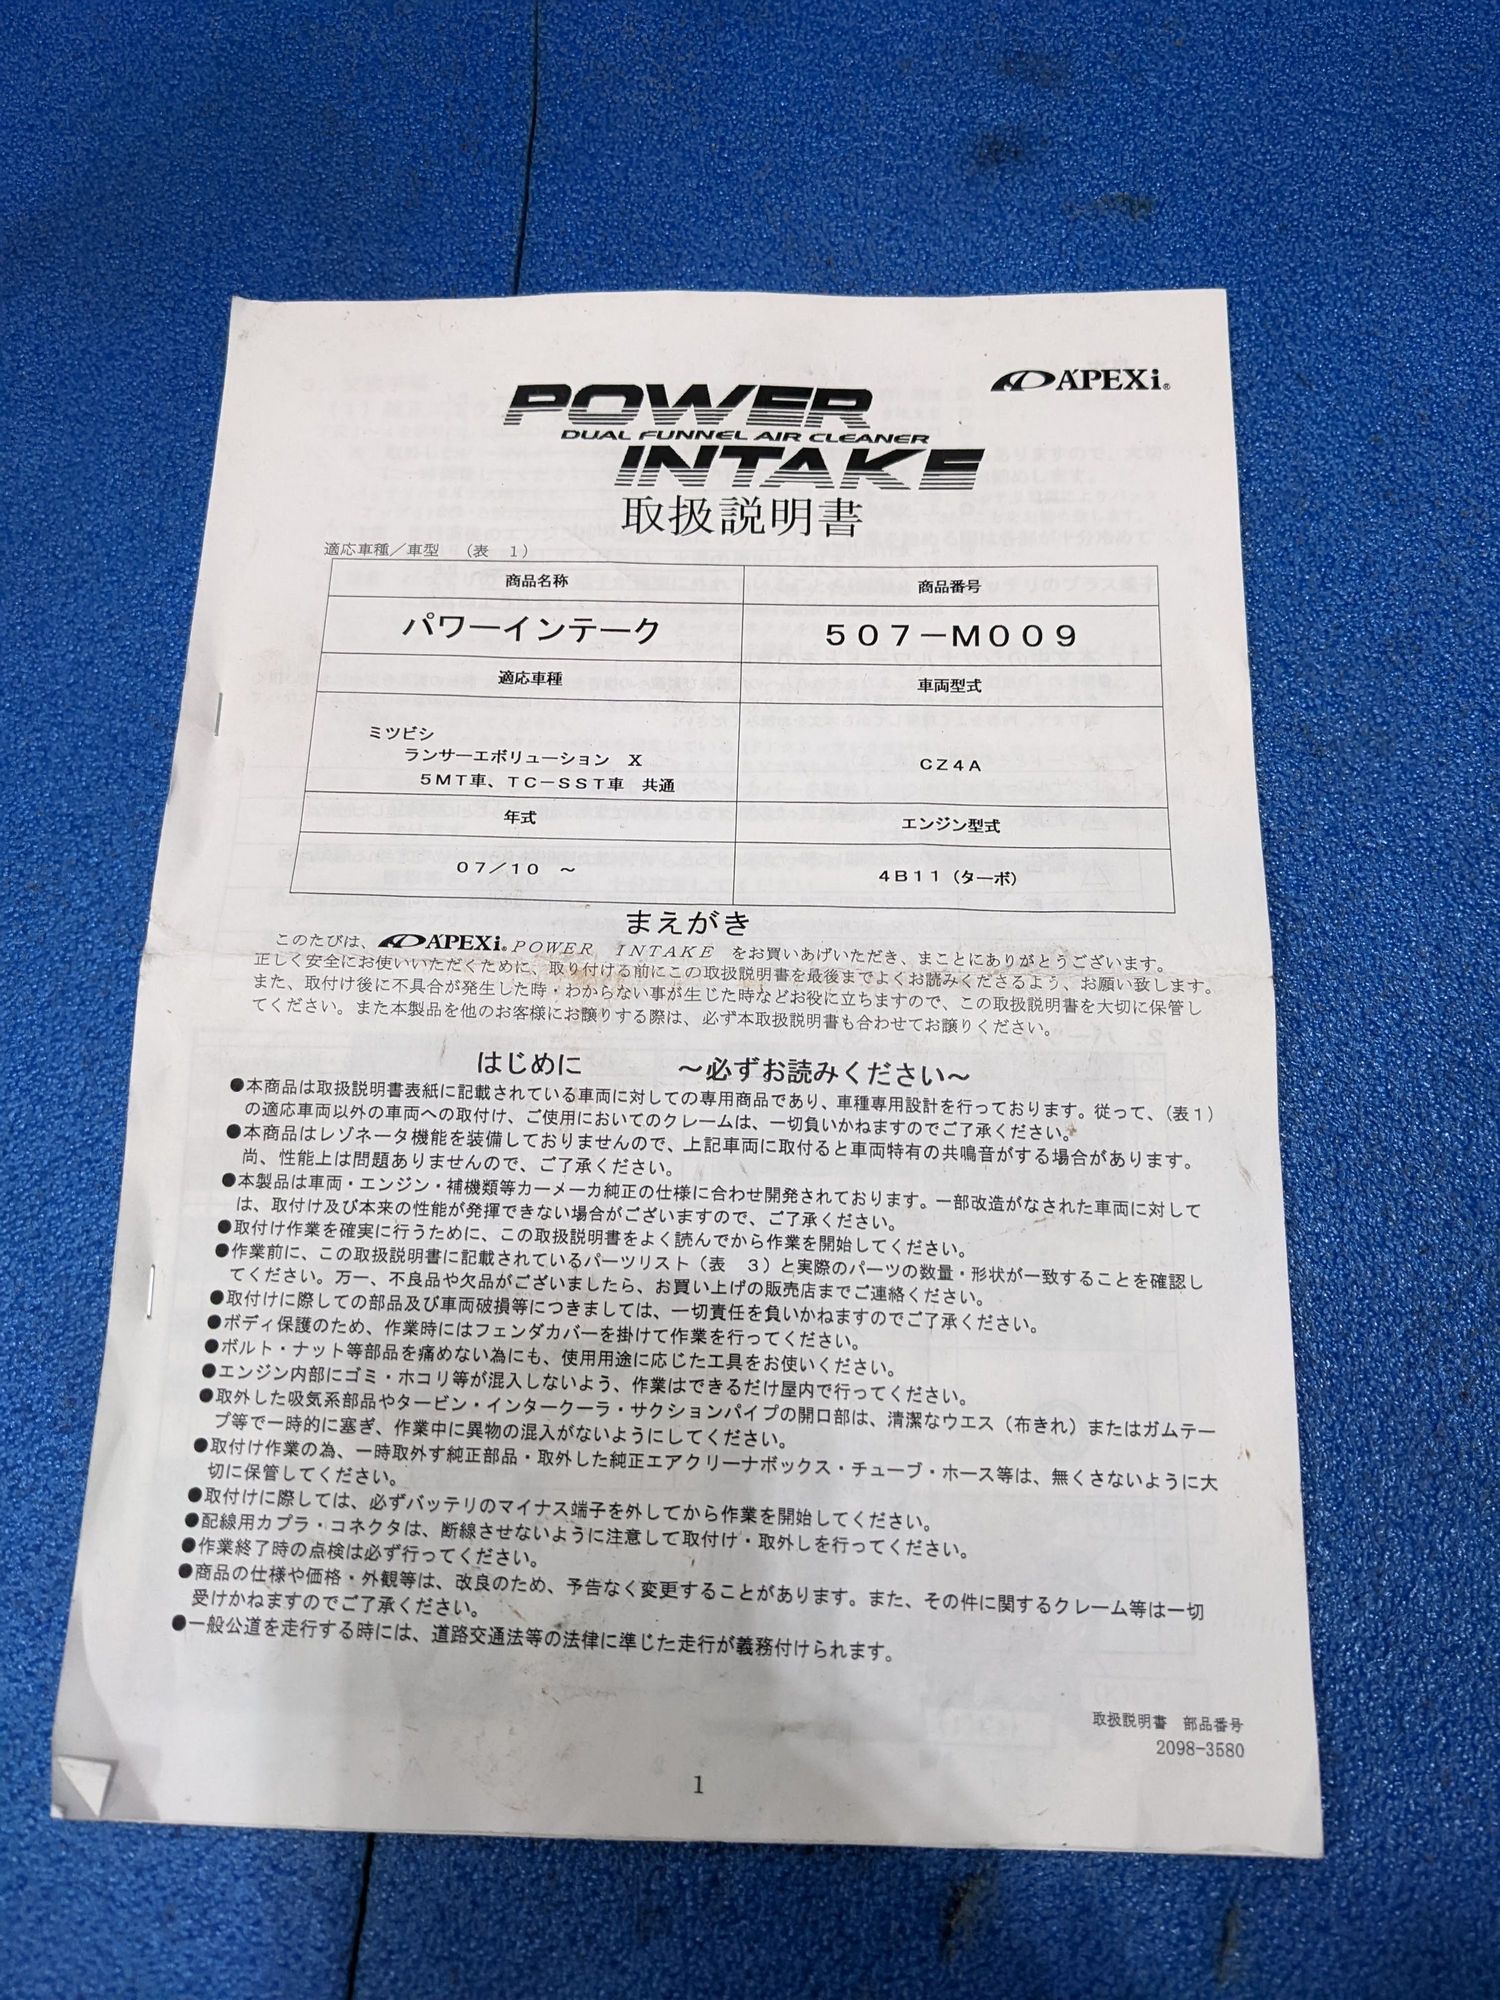 APEXi®
POWER
DUAL FUNNEL AIR CLEANER
INTAKE
取扱説明書
適応車種／車型　（表　１）
商品名称　商品番号
パワーインテーク　５０７－Ｍ００９
適応車種　車両型式
ミツビシ
ランサーエボリューション　Ｘ　ＣＺ４Ａ
５ＭＴ車、ＴＣ－ＳＳＴ車　共通
年式　エンジン型式
０７／１０　～　４Ｂ１１（ターボ）
まえがき
このたびは、APEXi® POWER INTAKE をお買いあげいただき、まことにありがとうございます。
正しく安全にお使いいただくために、取り付ける前にこの取扱説明書を最後までよくお読みくださるよう、お願い致します。
また、取付け後に不具合が発生した時・わからない事が生じた時などお役に立ちますので、この取扱説明書を大切に保管し
てください。また本製品を他のお客様にお譲りする際は、必ず本取扱説明書も合わせてお譲りください。
はじめに　～必ずお読みください～
●本商品は取扱説明書表紙に記載されている車両に対しての専用商品であり、車種専用設計を行っております。従って、（表１）
の適応車両以外の車両への取付け、ご使用においてのクレームは、一切負いかねますのでご了承ください。
●本商品はレゾネータ機能を装備しておりませんので、上記車両に取付ると車両特有の共鳴音がする場合があります。
尚、性能上は問題ありませんので、ご了承ください。
●本製品は車両・エンジン・補機類等カーメーカ純正の仕様に合わせ開発されております。一部改造がなされた車両に対して
は、取付け及び本来の性能が発揮できない場合がございますので、ご了承ください。
●取付け作業を確実に行うために、この取扱説明書をよく読んでから作業を開始してください。
●作業前に、この取扱説明書に記載されているパーツリスト（表　３）と実際のパーツの数量・形状が一致することを確認し
てください。万一、不良品や欠品がございましたら、お買い上げの販売店までご連絡ください。
●取付けに際しての部品及び車両破損等につきましては、一切責任を負いかねますのでご了承ください。
●ボディ保護のため、作業時にはフェンダカバーを掛けて作業を行ってください。
●ボルト・ナット等部品を痛めない為にも、使用用途に応じた工具をお使いください。
●エンジン内部にゴミ・ホコリ等が混入しないよう、作業はできるだけ屋内で行ってください。
●取外した吸気系部品やタービン・インタークーラ・サクションパイプの開口部は、清潔なウエス（布きれ）またはガムテー
プ等で一時的に塞ぎ、作業中に異物の混入がないようにしてください。
●取付け作業の為、一時取外す純正部品・取外した純正エアクリーナボックス・チューブ・ホース等は、無くさないように大
切に保管してください。
●取付けに際しては、必ずバッテリのマイナス端子を外してから作業を開始してください。
●配線用カプラ・コネクタは、断線させないように注意して取付け・取外しを行ってください。
●作業終了時の点検は必ず行ってください。
●商品の仕様や価格・外観等は、改良のため、予告なく変更することがあります。また、その件に関するクレーム等は一切
受けかねますのでご了承ください。
●一般公道を走行する時には、道路交通法等の法律に準じた走行が義務付けられます。
取扱説明書　部品番号
2098-3580
1